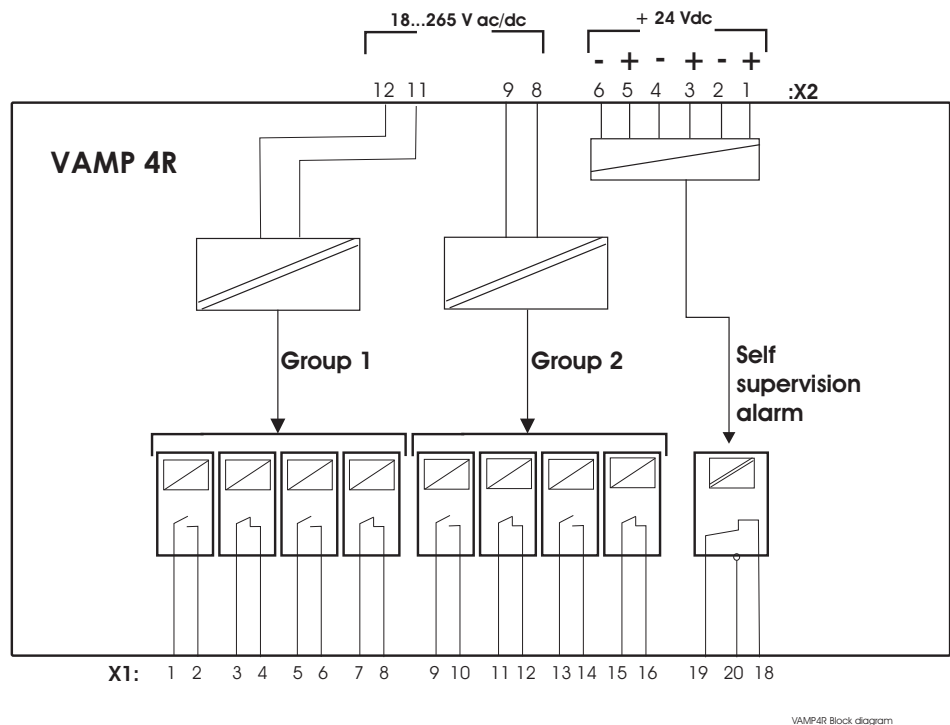 18...265 V ac/dc
+ 24 Vdc
- + - + - +
12 11 9 8 6 5 4 3 2 1 :X2
VAMP 4R
Group 1
Group 2
Self
supervision
alarm
X1: 1 2 3 4 5 6 7 8 9 10 11 12 13 14 15 16 19 20 18
VAMP4R Block diagram